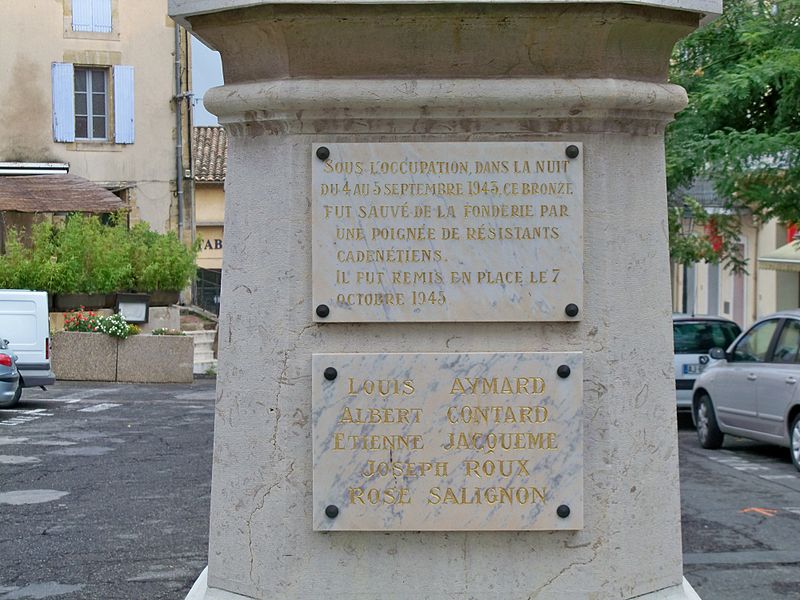 SOUS L'OCCUPATION, DANS LA NUIT
DU 4 AU 5 SEPTEMBRE 1943, CE BRONZE
FUT SAUVÉ DE LA FONDERIE PAR
UNE POIGNÉE DE RÉSISTANTS
CADENÉTIENS.
IL FUT REMIS EN PLACE LE 7
OCTOBRE 1945
LOUIS AYMARD
ALBERT CONTARD
ETIENNE JACQUEME
JOSEPH ROUX
ROSE SALIGNON
TAB